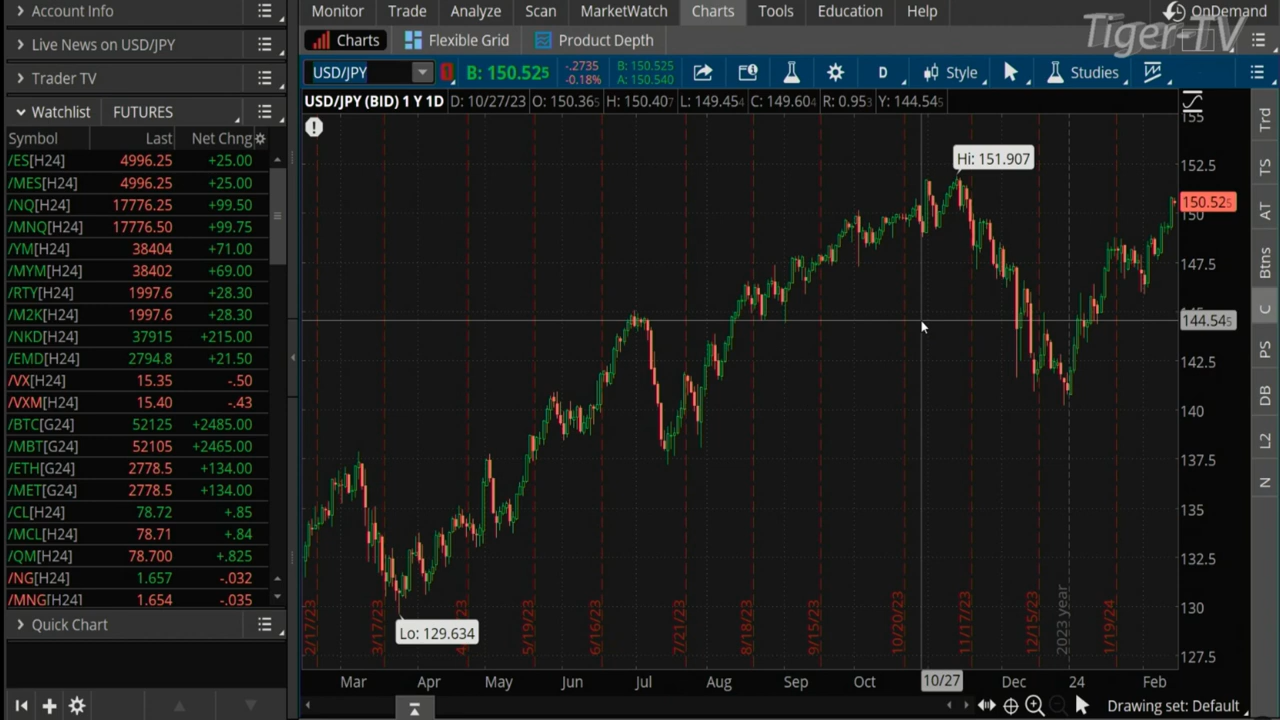 Account Info
Live News on USD/JPY
Trader TV
Watchlist FUTURES
Symbol Last Net Chng
/ES[H24] 4996.25 +25.00
/MES[H24] 4996.25 +25.00
/NQ[H24] 17776.25 +99.50
/MNQ[H24] 17776.50 +99.75
/YM[H24] 38404 +71.00
/MYM[H24] 38402 +69.00
/RTY[H24] 1997.6 +28.30
/M2K[H24] 1997.6 +28.30
/NKD[H24] 37915 +215.00
/EMD[H24] 2794.8 +21.50
/VX[H24] 15.35 -.50
/VXM[H24] 15.40 -.43
/BTC[G24] 52125 +2485.00
/MBT[G24] 52105 +2465.00
/ETH[G24] 2778.5 +134.00
/MET[G24] 2778.5 +134.00
/CL[H24] 78.72 +.85
/MCL[H24] 78.71 +.84
/QM[H24] 78.700 +.825
/NG[H24] 1.657 -.032
/MNG[H24] 1.654 -.035
Quick Chart
Monitor Trade Analyze Scan MarketWatch Charts Tools Education Help
OnDemand
Tiger-TV
Charts Flexible Grid Product Depth
USD/JPY B: 150.525 -.2735 -0.18% B: 150.525 A: 150.540 D Style Studies
USD/JPY (BID) 1 Y 1D D: 10/27/23 O: 150.365 H: 150.407 L: 149.454 C: 149.604 R: 0.953 Y: 144.545
Hi: 151.907
Lo: 129.634
155
152.5
150.525
150
147.5
144.545
142.5
140
137.5
135
132.5
130
127.5
2/17/23 3/17/23 5/19/23 6/16/23 7/21/23 8/18/23 9/15/23 10/20/23 11/17/23 12/15/23 2023 year 1/19/24
Mar Apr May Jun Jul Aug Sep Oct 10/27 Dec 24 Feb
Drawing set: Default
Trd
TS
AT
Btns
C
PS
DB
L2
N